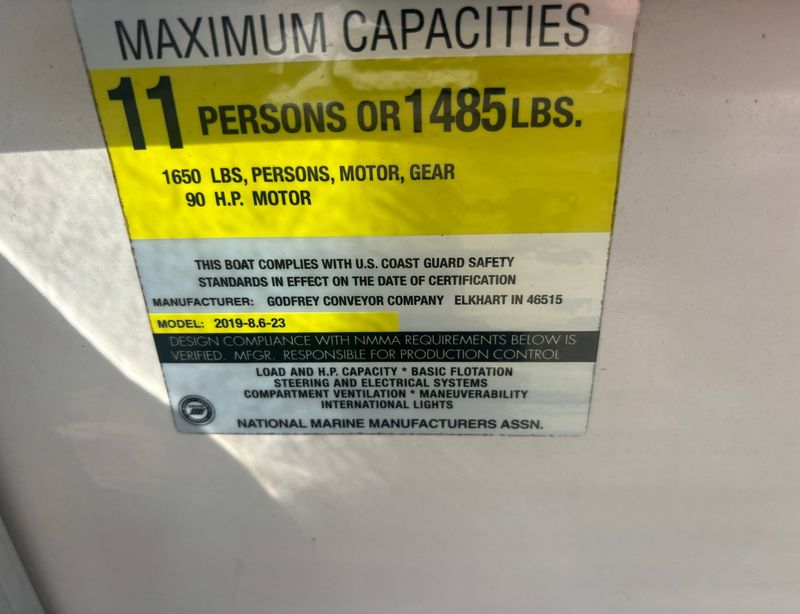 MAXIMUM CAPACITIES
11 PERSONS OR 1485 LBS.
1650 LBS, PERSONS, MOTOR, GEAR
90 H.P. MOTOR
THIS BOAT COMPLIES WITH U.S. COAST GUARD SAFETY
STANDARDS IN EFFECT ON THE DATE OF CERTIFICATION
MANUFACTURER: GODFREY CONVEYOR COMPANY ELKHART IN 46515
MODEL: 2019-8.6-23
DESIGN COMPLIANCE WITH NMMA REQUIREMENTS BELOW IS
VERIFIED. MFGR. RESPONSIBLE FOR PRODUCTION CONTROL
LOAD AND H.P. CAPACITY * BASIC FLOTATION
STEERING AND ELECTRICAL SYSTEMS
COMPARTMENT VENTILATION * MANEUVERABILITY
INTERNATIONAL LIGHTS
NATIONAL MARINE MANUFACTURERS ASSN.